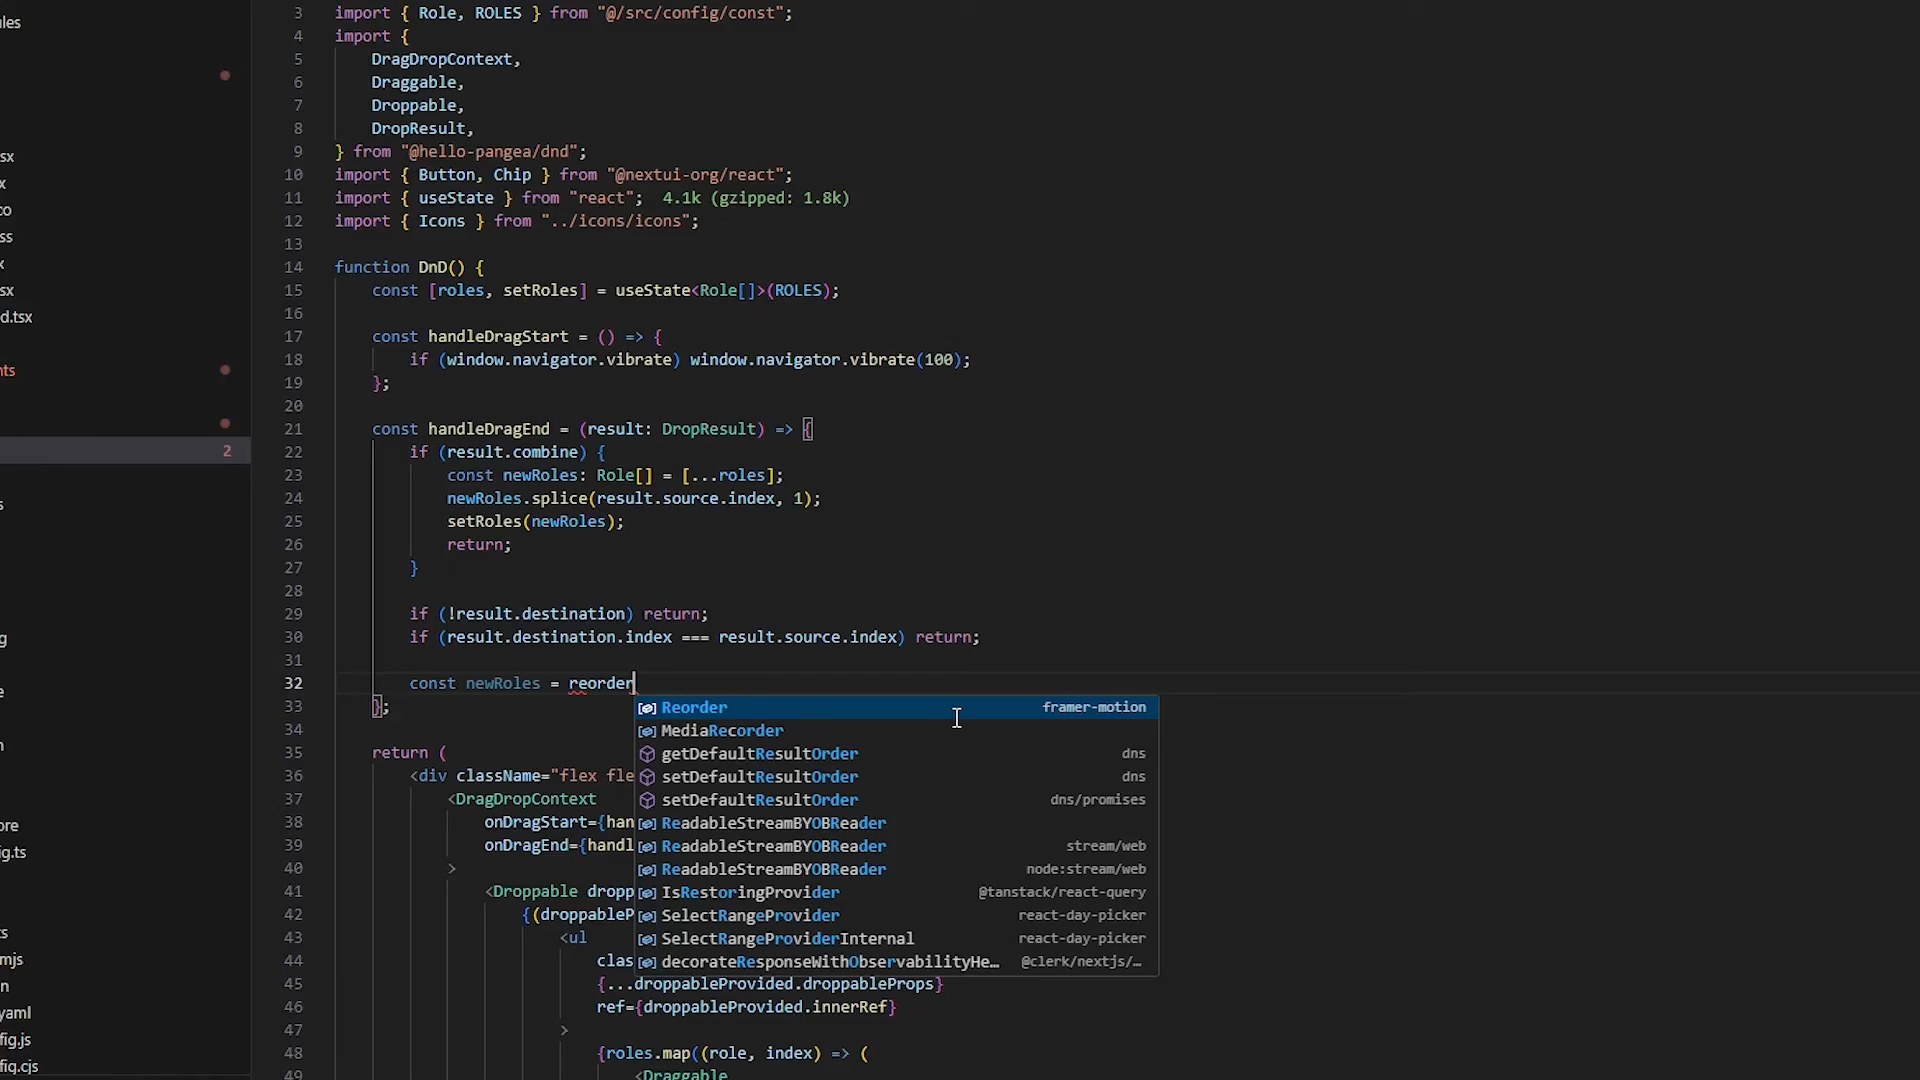 ules
sx
x
co
ss
x
sx
d.tsx
nts
2
s
g
e
n
ore
ig.ts
ts
mjs
n
yaml
fig.js
fig.cjs
3 import { Role, ROLES } from "@/src/config/const";
4 import {
5 DragDropContext,
6 Draggable,
7 Droppable,
8 DropResult,
9 } from "@hello-pangea/dnd";
10 import { Button, Chip } from "@nextui-org/react";
11 import { useState } from "react"; 4.1k (gzipped: 1.8k)
12 import { Icons } from "../icons/icons";
13
14 function DnD() {
15 const [roles, setRoles] = useState<Role[]>(ROLES);
16
17 const handleDragStart = () => {
18 if (window.navigator.vibrate) window.navigator.vibrate(100);
19 };
20
21 const handleDragEnd = (result: DropResult) => {
22 if (result.combine) {
23 const newRoles: Role[] = [...roles];
24 newRoles.splice(result.source.index, 1);
25 setRoles(newRoles);
26 return;
27 }
28
29 if (!result.destination) return;
30 if (result.destination.index === result.source.index) return;
31
32 const newRoles = reorder
33 };
34
35 return (
36 <div className="flex fle
37 <DragDropContext
38 onDragStart={han
39 onDragEnd={handl
40 >
41 <Droppable dropp
42 {(droppableP
43 <ul
44 clas
45 {...droppableProvided.droppableProps}
46 ref={droppableProvided.innerRef}
47 >
48 {roles.map((role, index) => (
49 <Draggable
Reorder framer-motion
MediaRecorder
getDefaultResultOrder dns
setDefaultResultOrder dns
setDefaultResultOrder dns/promises
ReadableStreamBYOBReader
ReadableStreamBYOBReader stream/web
ReadableStreamBYOBReader node:stream/web
IsRestoringProvider @tanstack/react-query
SelectRangeProvider react-day-picker
SelectRangeProviderInternal react-day-picker
decorateResponseWithObservabilityHe… @clerk/nextjs/…